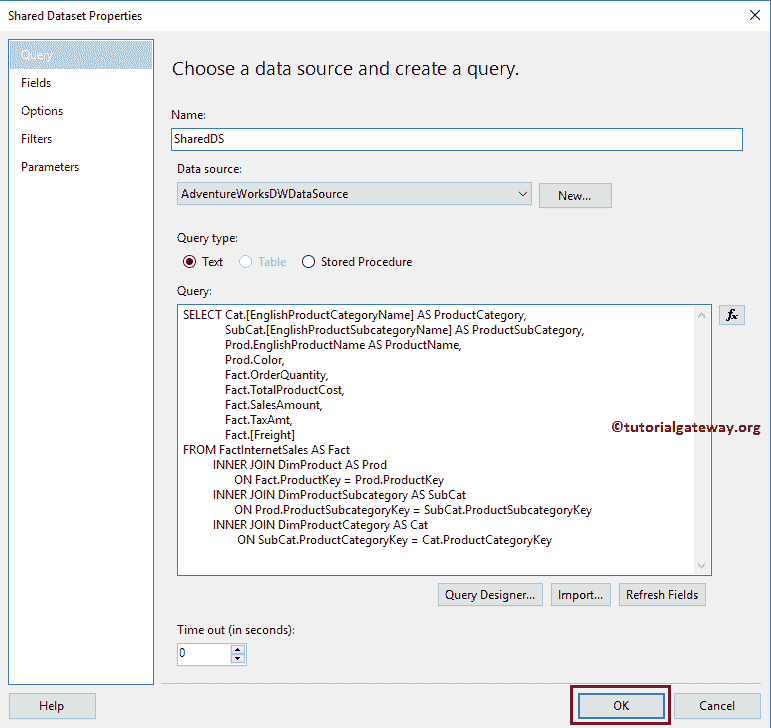 Shared Dataset Properties
Query
Fields
Options
Filters
Parameters
Choose a data source and create a query.
Name:
SharedDS
Data source:
AdventureWorksDWDataSource
New...
Query type:
Text
Table
Stored Procedure
Query:
SELECT Cat.[EnglishProductCategoryName] AS ProductCategory,
SubCat.[EnglishProductSubcategoryName] AS ProductSubCategory,
Prod.EnglishProductName AS ProductName,
Prod.Color,
Fact.OrderQuantity,
Fact.TotalProductCost,
Fact.SalesAmount,
Fact.TaxAmt,
Fact.[Freight]
FROM FactInternetSales AS Fact
INNER JOIN DimProduct AS Prod
ON Fact.ProductKey = Prod.ProductKey
INNER JOIN DimProductSubcategory AS SubCat
ON Prod.ProductSubcategoryKey = SubCat.ProductSubcategoryKey
INNER JOIN DimProductCategory AS Cat
ON SubCat.ProductCategoryKey = Cat.ProductCategoryKey
fx
©tutorialgateway.org
Query Designer...
Import...
Refresh Fields
Time out (in seconds):
0
Help
OK
Cancel